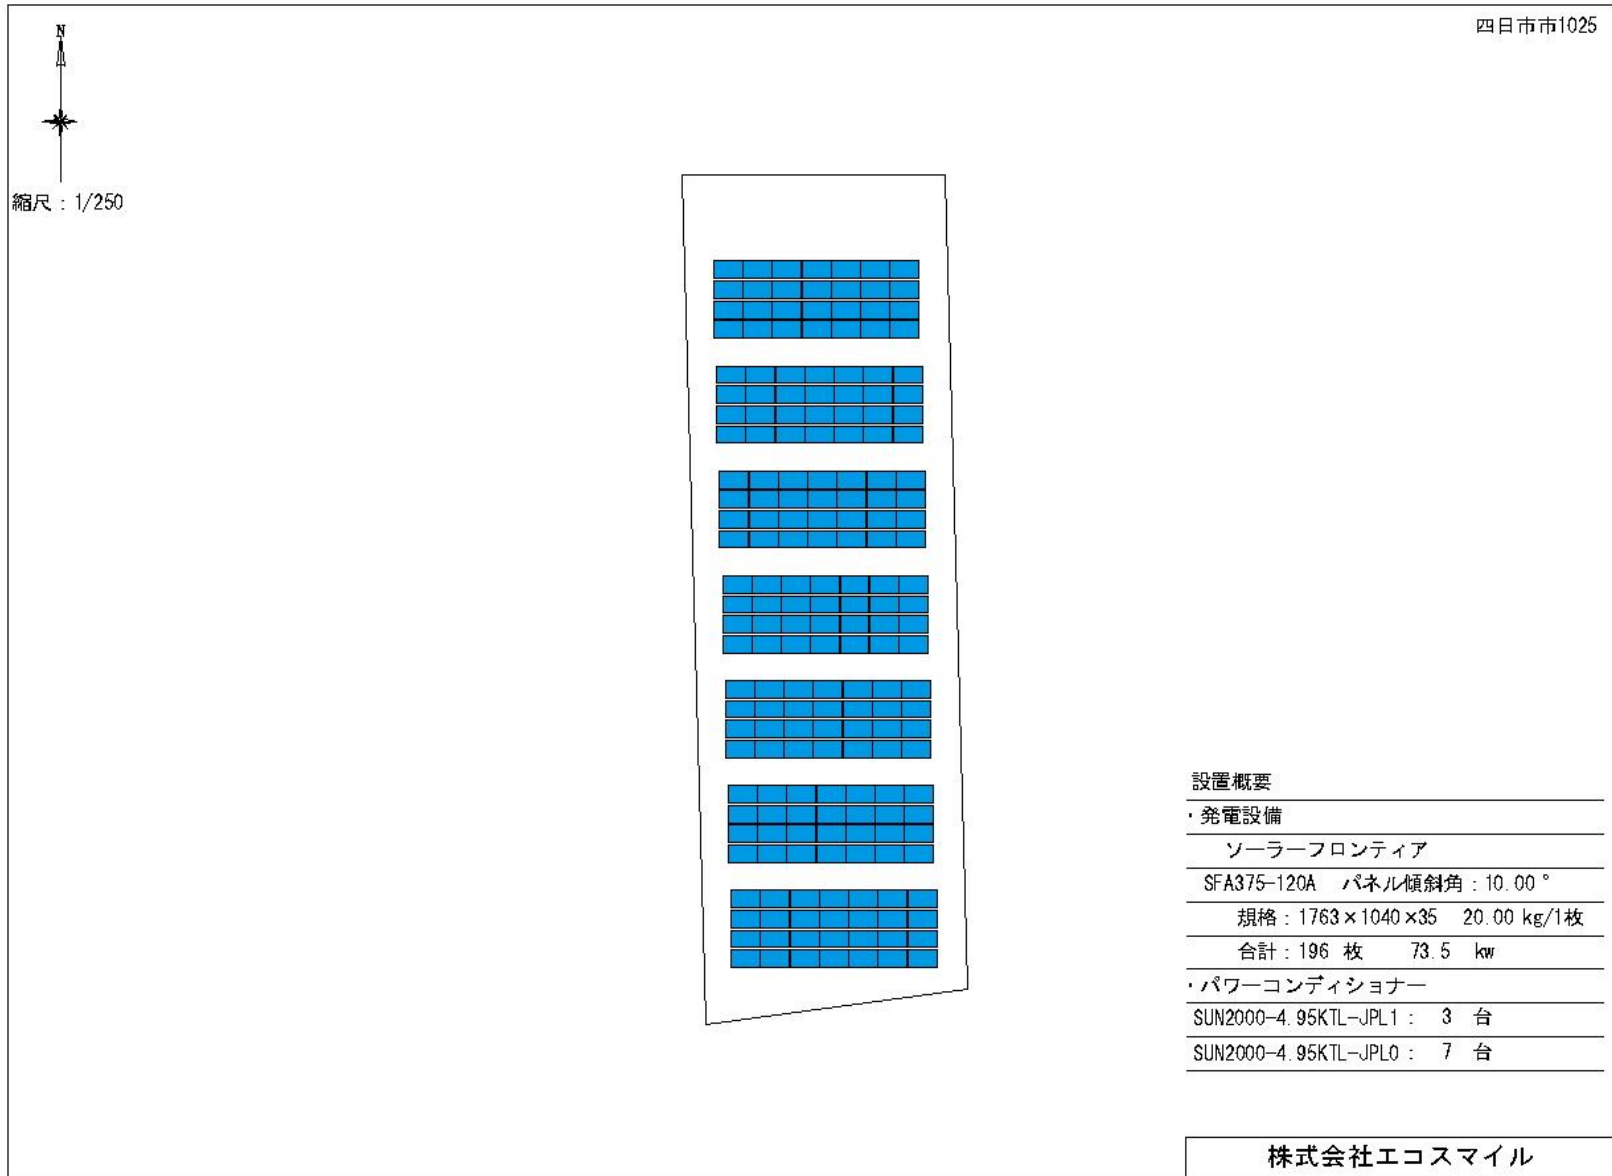 四日市市1025
N
縮尺：1/250
設置概要
・発電設備
ソーラーフロンティア
SFA375-120A パネル傾斜角：10.00°
規格：1763×1040×35 20.00 kg/1枚
合計：196 枚 73.5 kw
・パワーコンディショナー
SUN2000-4.95KTL-JPL1： 3 台
SUN2000-4.95KTL-JPL0： 7 台
株式会社エコスマイル